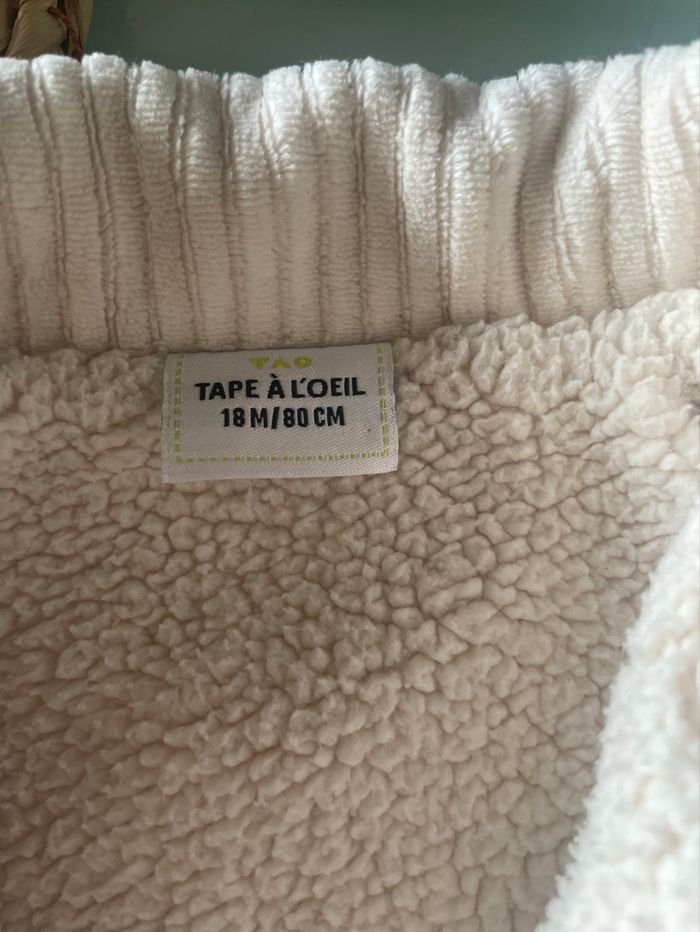 TAO
TAPE À L'OEIL
18 M/80 CM